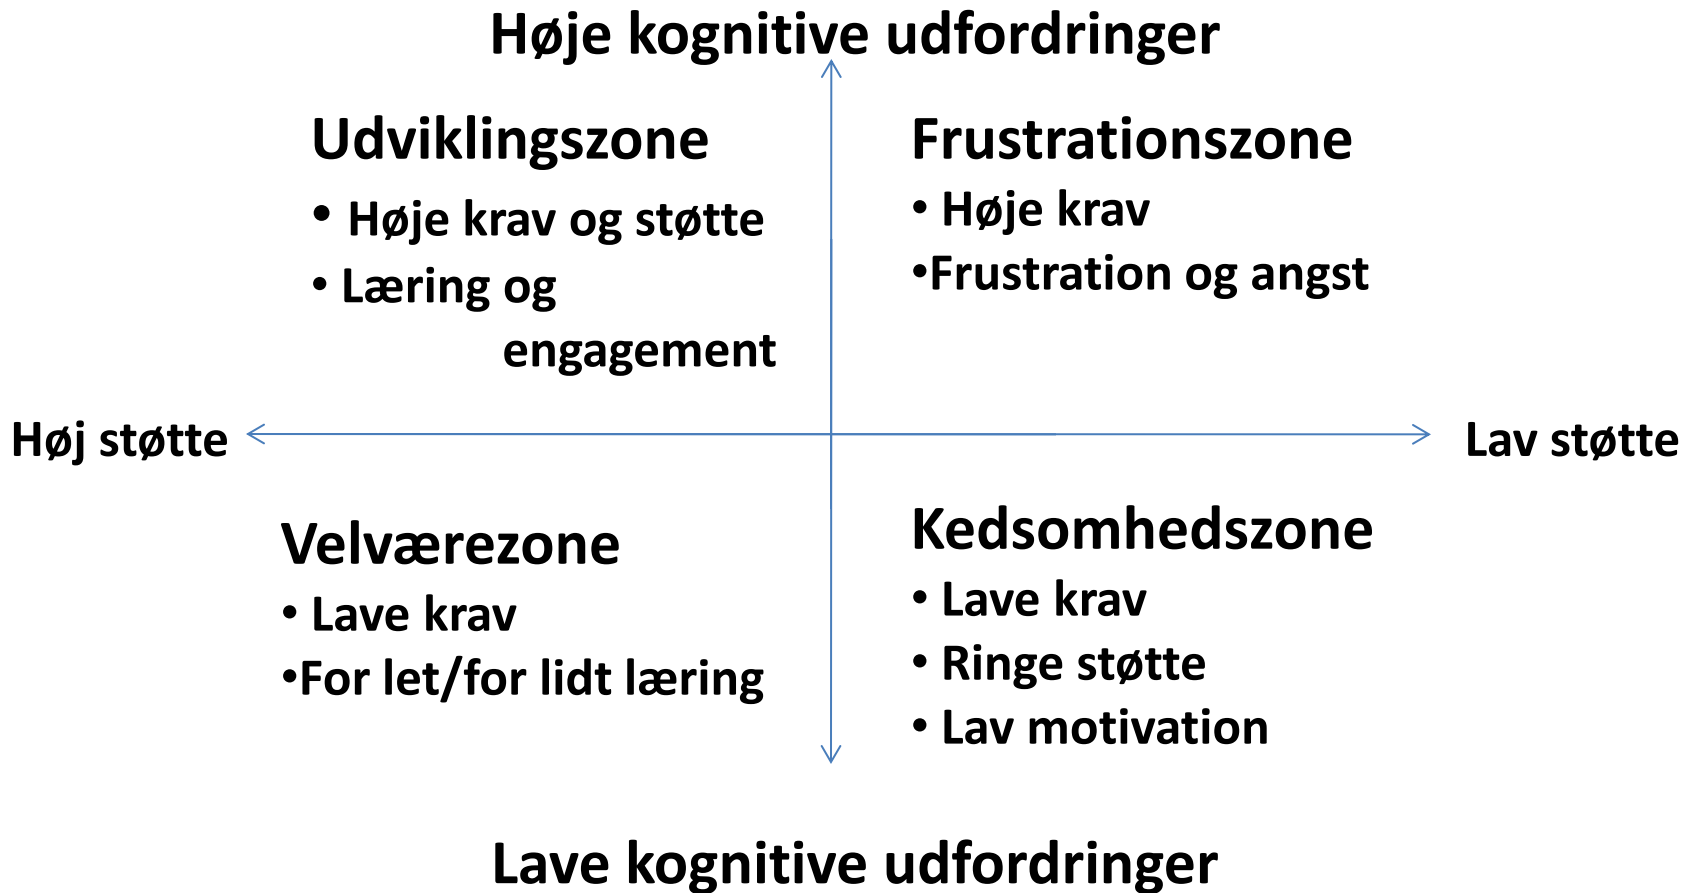 Høje kognitive udfordringer
Udviklingszone
• Høje krav og støtte
• Læring og
engagement
Frustrationszone
• Høje krav
•Frustration og angst
Høj støtte
Lav støtte
Velværezone
• Lave krav
•For let/for lidt læring
Kedsomhedszone
• Lave krav
• Ringe støtte
• Lav motivation
Lave kognitive udfordringer